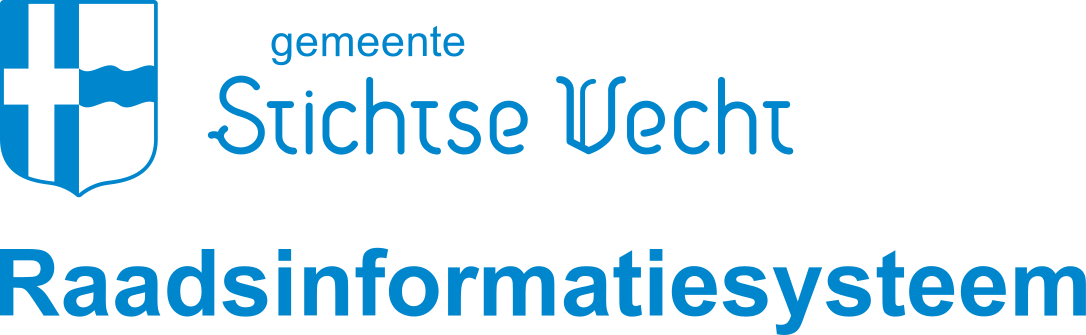 gemeente
Stichtse Vecht
Raadsinformatiesysteem